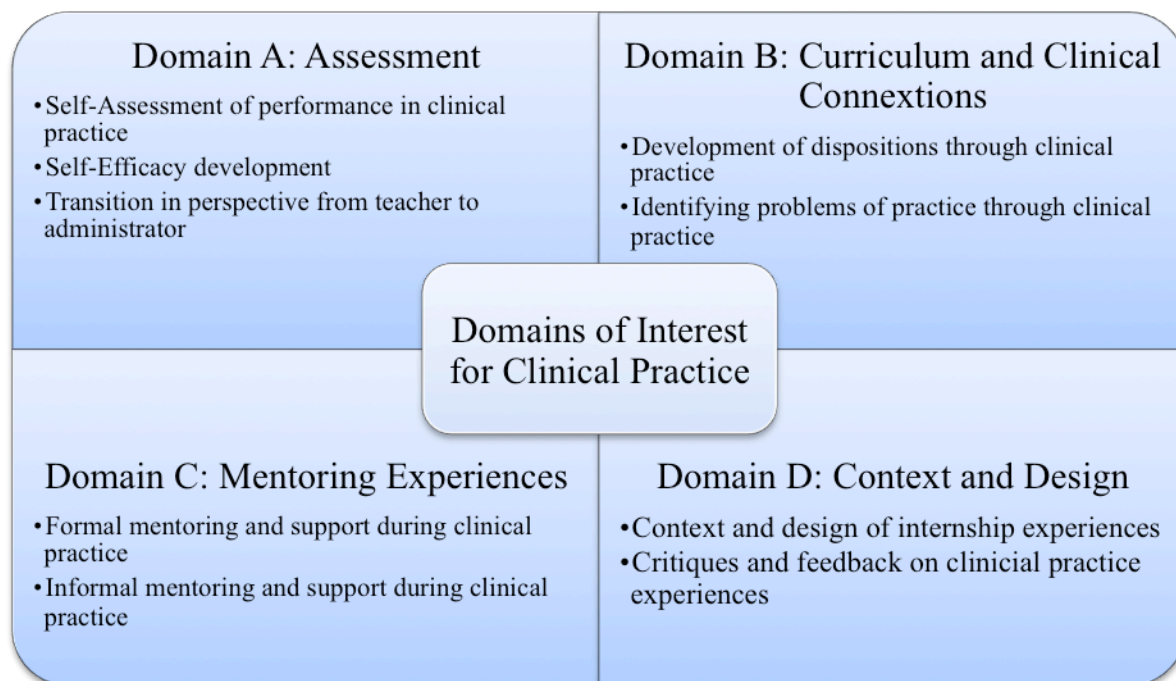 Domain A: Assessment
•Self-Assessment of performance in clinical
practice
•Self-Efficacy development
•Transition in perspective from teacher to
administrator
Domain B: Curriculum and Clinical
Connextions
•Development of dispositions through clinical
practice
•Identifying problems of practice through clinical
practice
Domains of Interest
for Clinical Practice
Domain C: Mentoring Experiences
•Formal mentoring and support during clinical
practice
•Informal mentoring and support during clinical
practice
Domain D: Context and Design
•Context and design of internship experiences
•Critiques and feedback on clinicial practice
experiences